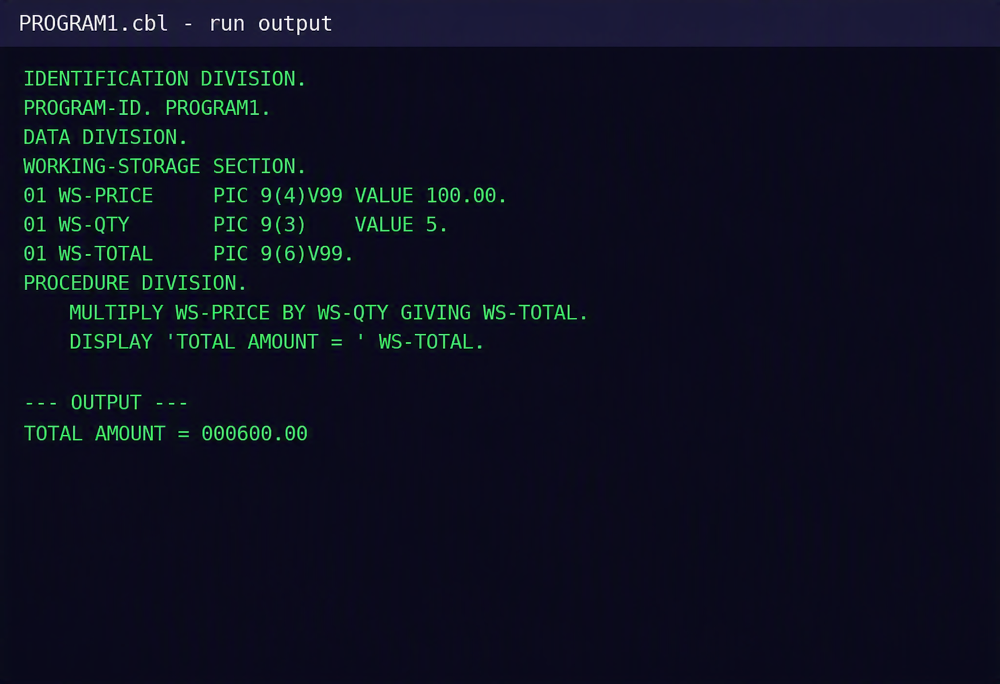 PROGRAM1.cbl - run output
IDENTIFICATION DIVISION.
PROGRAM-ID. PROGRAM1.
DATA DIVISION.
WORKING-STORAGE SECTION.
01 WS-PRICE     PIC 9(4)V99 VALUE 100.00.
01 WS-QTY       PIC 9(3)    VALUE 5.
01 WS-TOTAL     PIC 9(6)V99.
PROCEDURE DIVISION.
    MULTIPLY WS-PRICE BY WS-QTY GIVING WS-TOTAL.
    DISPLAY 'TOTAL AMOUNT = ' WS-TOTAL.
--- OUTPUT ---
TOTAL AMOUNT = 000600.00